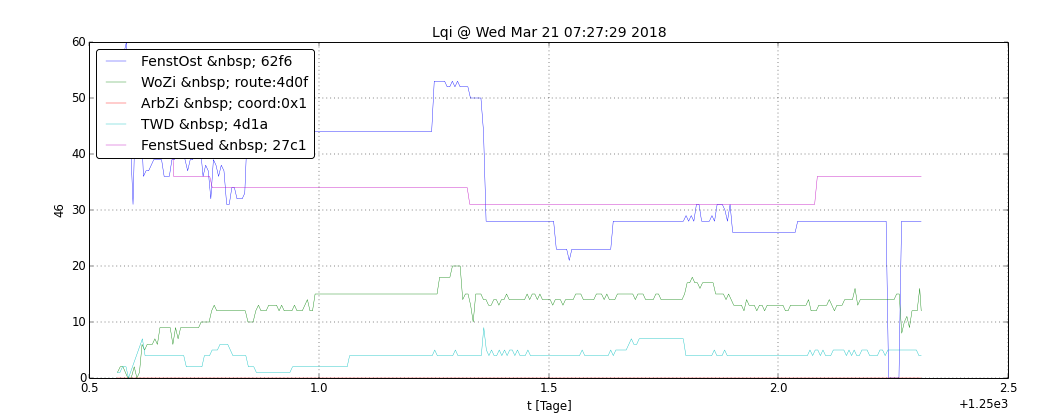 Lqi @ Wed Mar 21 07:27:29 2018
60
50
40
30
20
10
0
46
FenstOst &nbsp; 62f6
WoZi &nbsp; route:4d0f
ArbZi &nbsp; coord:0x1
TWD &nbsp; 4d1a
FenstSued &nbsp; 27c1
0.5 1.0 1.5 2.0 2.5
t [Tage]
+1.25e3